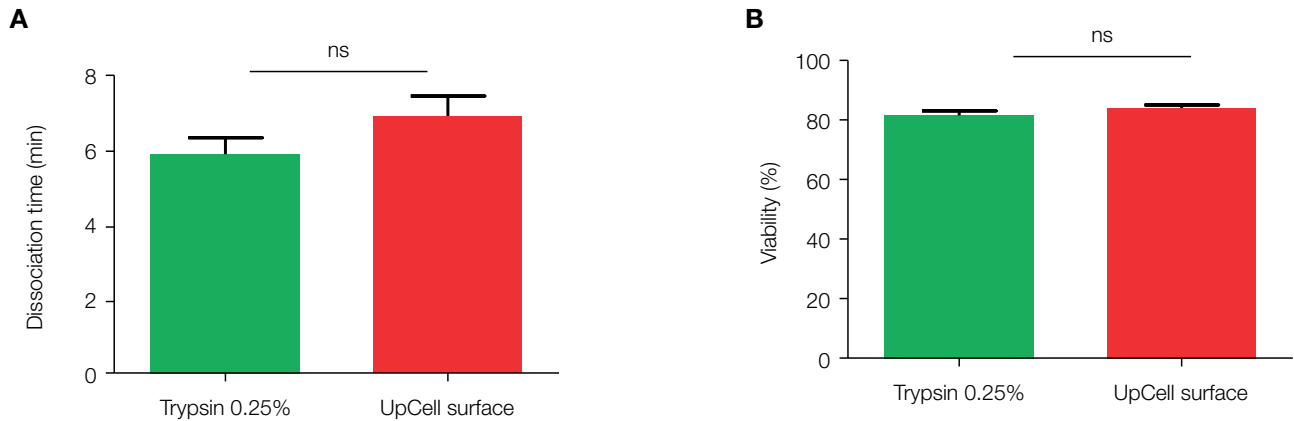 A
ns
8
6
4
2
0
Dissociation time (min)
Trypsin 0.25%
UpCell surface
B
ns
100
80
60
40
20
0
Viability (%)
Trypsin 0.25%
UpCell surface